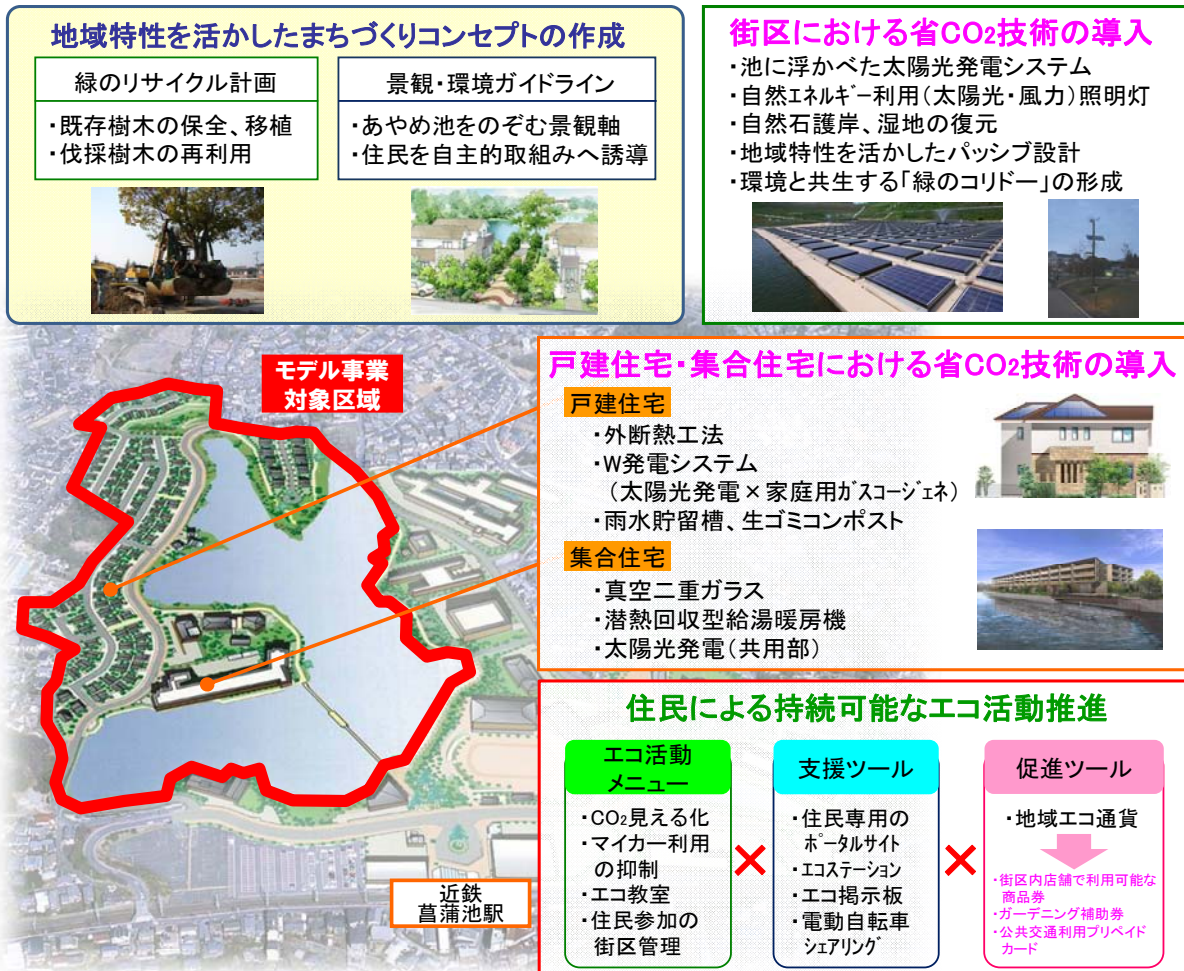 地域特性を活かしたまちづくりコンセプトの作成
緑のリサイクル計画
・既存樹木の保全、移植
・伐採樹木の再利用
景観・環境ガイドライン
・あやめ池をのぞむ景観軸
・住民を自主的取組みへ誘導
街区における省CO2技術の導入
・池に浮かべた太陽光発電システム
・自然エネルギー利用(太陽光・風力)照明灯
・自然石護岸、湿地の復元
・地域特性を活かしたパッシブ設計
・環境と共生する「緑のコリドー」の形成
モデル事業
対象区域
戸建住宅・集合住宅における省CO2技術の導入
戸建住宅
・外断熱工法
・W発電システム
(太陽光発電×家庭用ガスコージェネ)
・雨水貯留槽、生ゴミコンポスト
集合住宅
・真空二重ガラス
・潜熱回収型給湯暖房機
・太陽光発電(共用部)
近鉄
菖蒲池駅
住民による持続可能なエコ活動推進
エコ活動
メニュー
・CO2見える化
・マイカー利用
の抑制
・エコ教室
・住民参加の
街区管理
×
支援ツール
・住民専用の
ポータルサイト
・エコステーション
・エコ掲示板
・電動自転車
シェアリング
×
促進ツール
・地域エコ通貨
・街区内店舗で利用可能な
商品券
・ガーデニング補助券
・公共交通利用プリペイド
カード